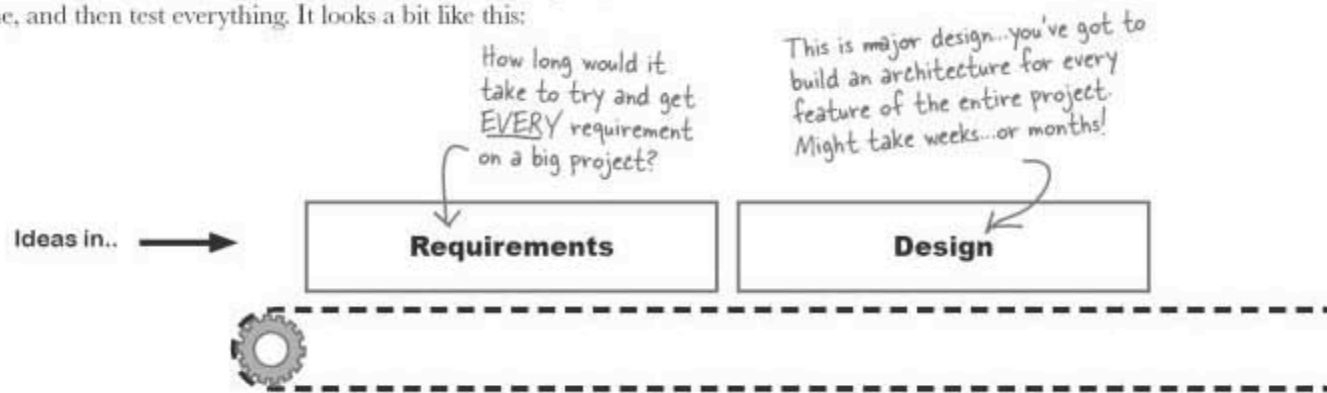 e, and then test everything. It looks a bit like this:
How long would it
take to try and get
EVERY requirement
on a big project?
This is major design...you've got to
build an architecture for every
feature of the entire project.
Might take weeks...or months!
Ideas in..
Requirements
Design